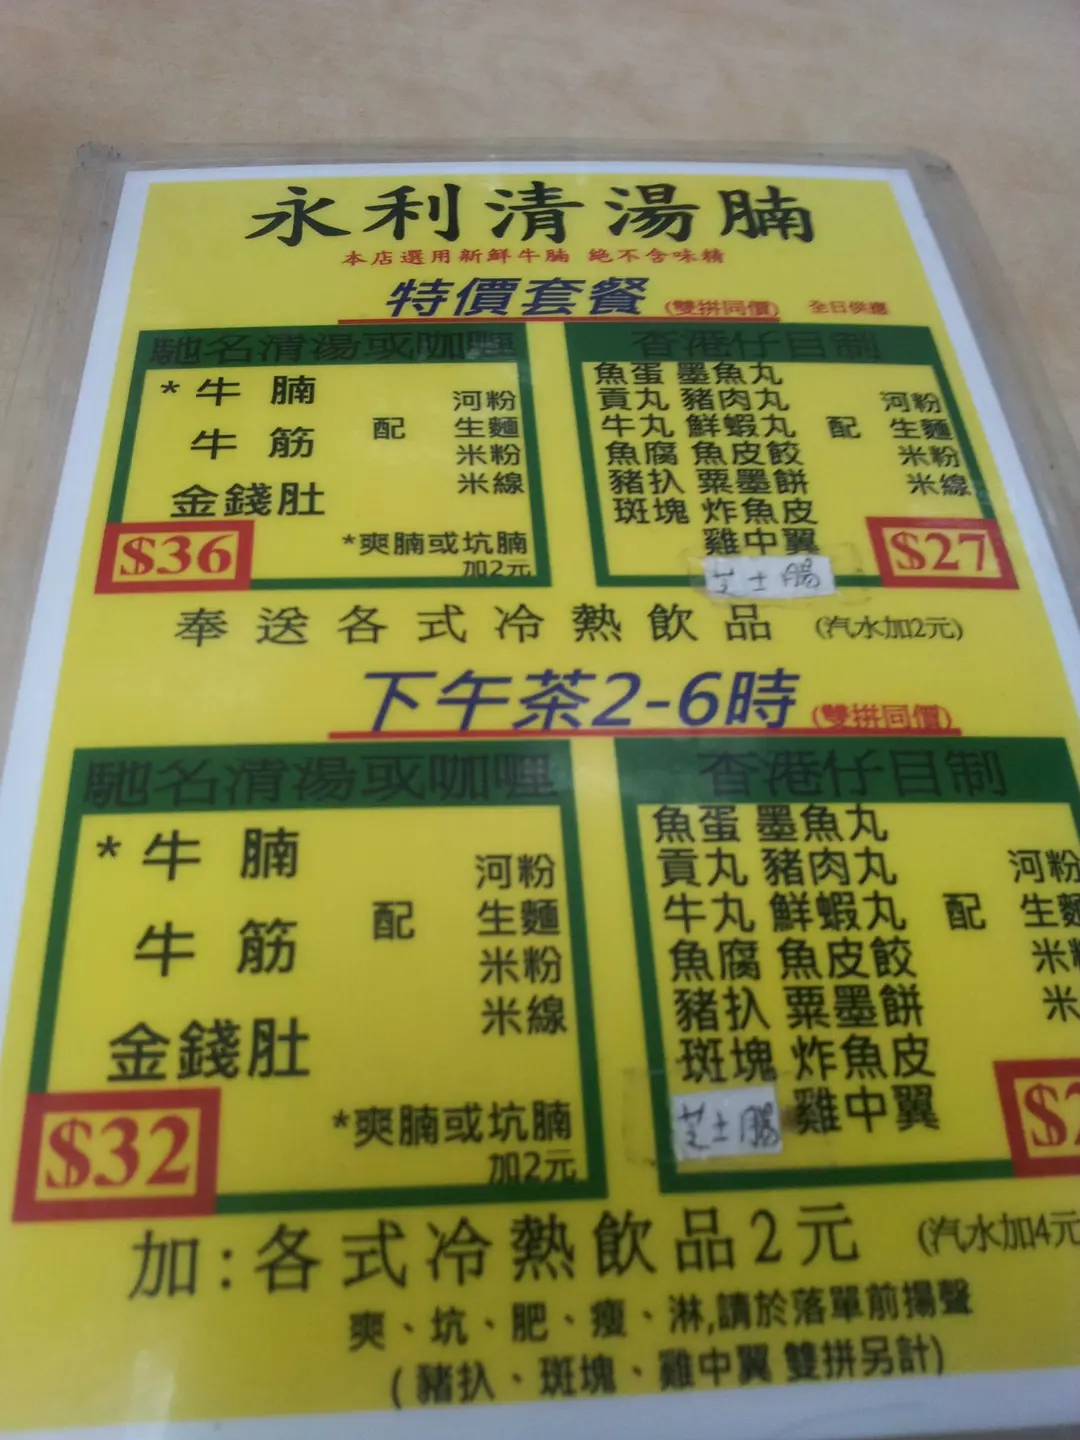 永利清湯腩
本店選用新鮮牛腩 絕不含味精
特價套餐 (雙拼同價) 全日供應
馳名清湯或咖喱
*牛腩
牛筋
金錢肚
配
河粉
生麵
米粉
米線
*爽腩或坑腩
加2元
$36
香港仔自制
魚蛋 墨魚丸
貢丸 豬肉丸
牛丸 鮮蝦丸
魚腐 魚皮餃
豬扒 粟墨餅
斑塊 炸魚皮
雞中翼
芝士腸
配
河粉
生麵
米粉
米線
$27
奉送各式冷熱飲品 (汽水加2元)
下午茶2-6時 (雙拼同價)
馳名清湯或咖喱
*牛腩
牛筋
金錢肚
配
河粉
生麵
米粉
米線
*爽腩或坑腩
加2元
$32
香港仔自制
魚蛋 墨魚丸
貢丸 豬肉丸
牛丸 鮮蝦丸
魚腐 魚皮餃
豬扒 粟墨餅
斑塊 炸魚皮
芝士腸 雞中翼
配
河粉
生麵
米
米
$2
加:各式冷熱飲品2元 (汽水加4元
爽、坑、肥、瘦、淋,請於落單前揚聲
(豬扒、斑塊、雞中翼 雙拼另計)